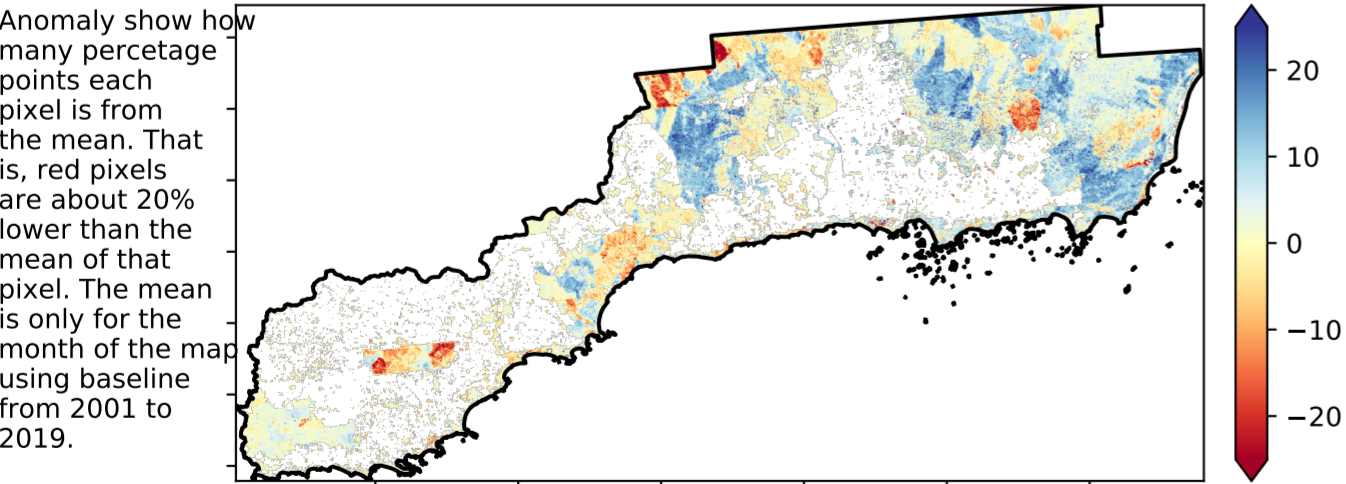 Anomaly show how
many percetage
points each
pixel is from
the mean. That
is, red pixels
are about 20%
lower than the
mean of that
pixel. The mean
is only for the
month of the map
using baseline
from 2001 to
2019.
20
10
0
−10
−20